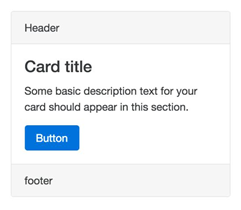 Header
Card title
Some basic description text for your
card should appear in this section.
Button
footer